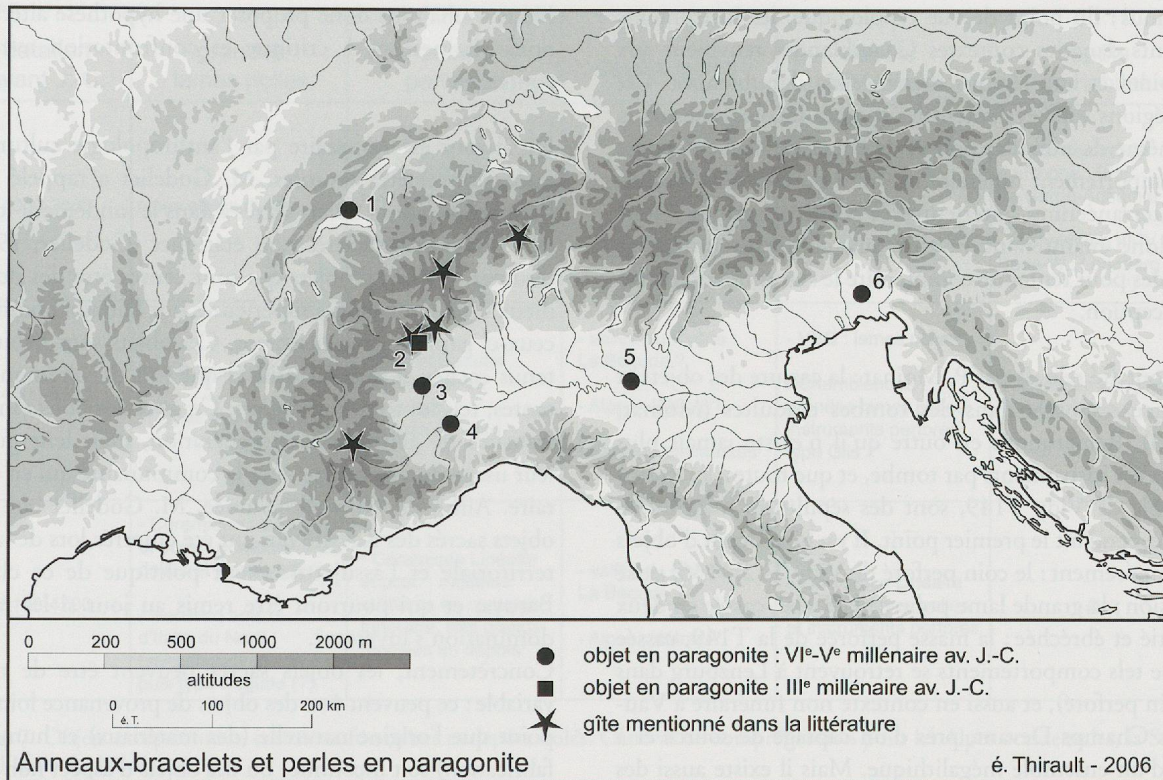 1
6
2
5
3
4
0 200 500 1000 2000 m
altitudes
é. T. 100 200 km
objet en paragonite : VIe-Ve millénaire av. J.-C.
objet en paragonite : IIIe millénaire av. J.-C.
gîte mentionné dans la littérature
Anneaux-bracelets et perles en paragonite
é. Thirault - 2006